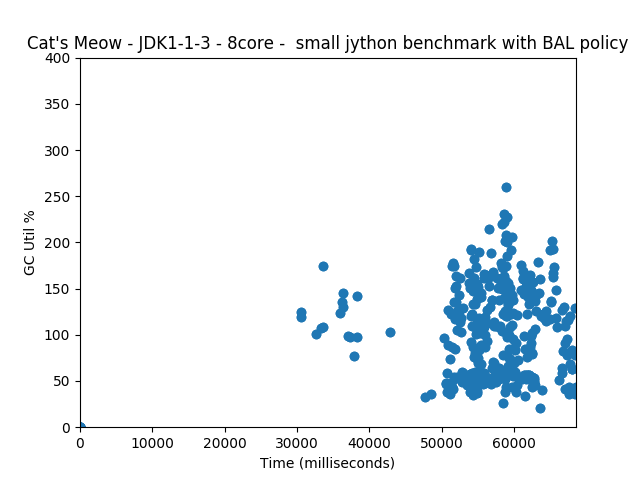 Cat's Meow - JDK1-1-3 - 8core -  small jython benchmark with BAL policy
400
350
300
250
200
150
100
50
0
GC Util %
0 10000 20000 30000 40000 50000 60000
Time (milliseconds)